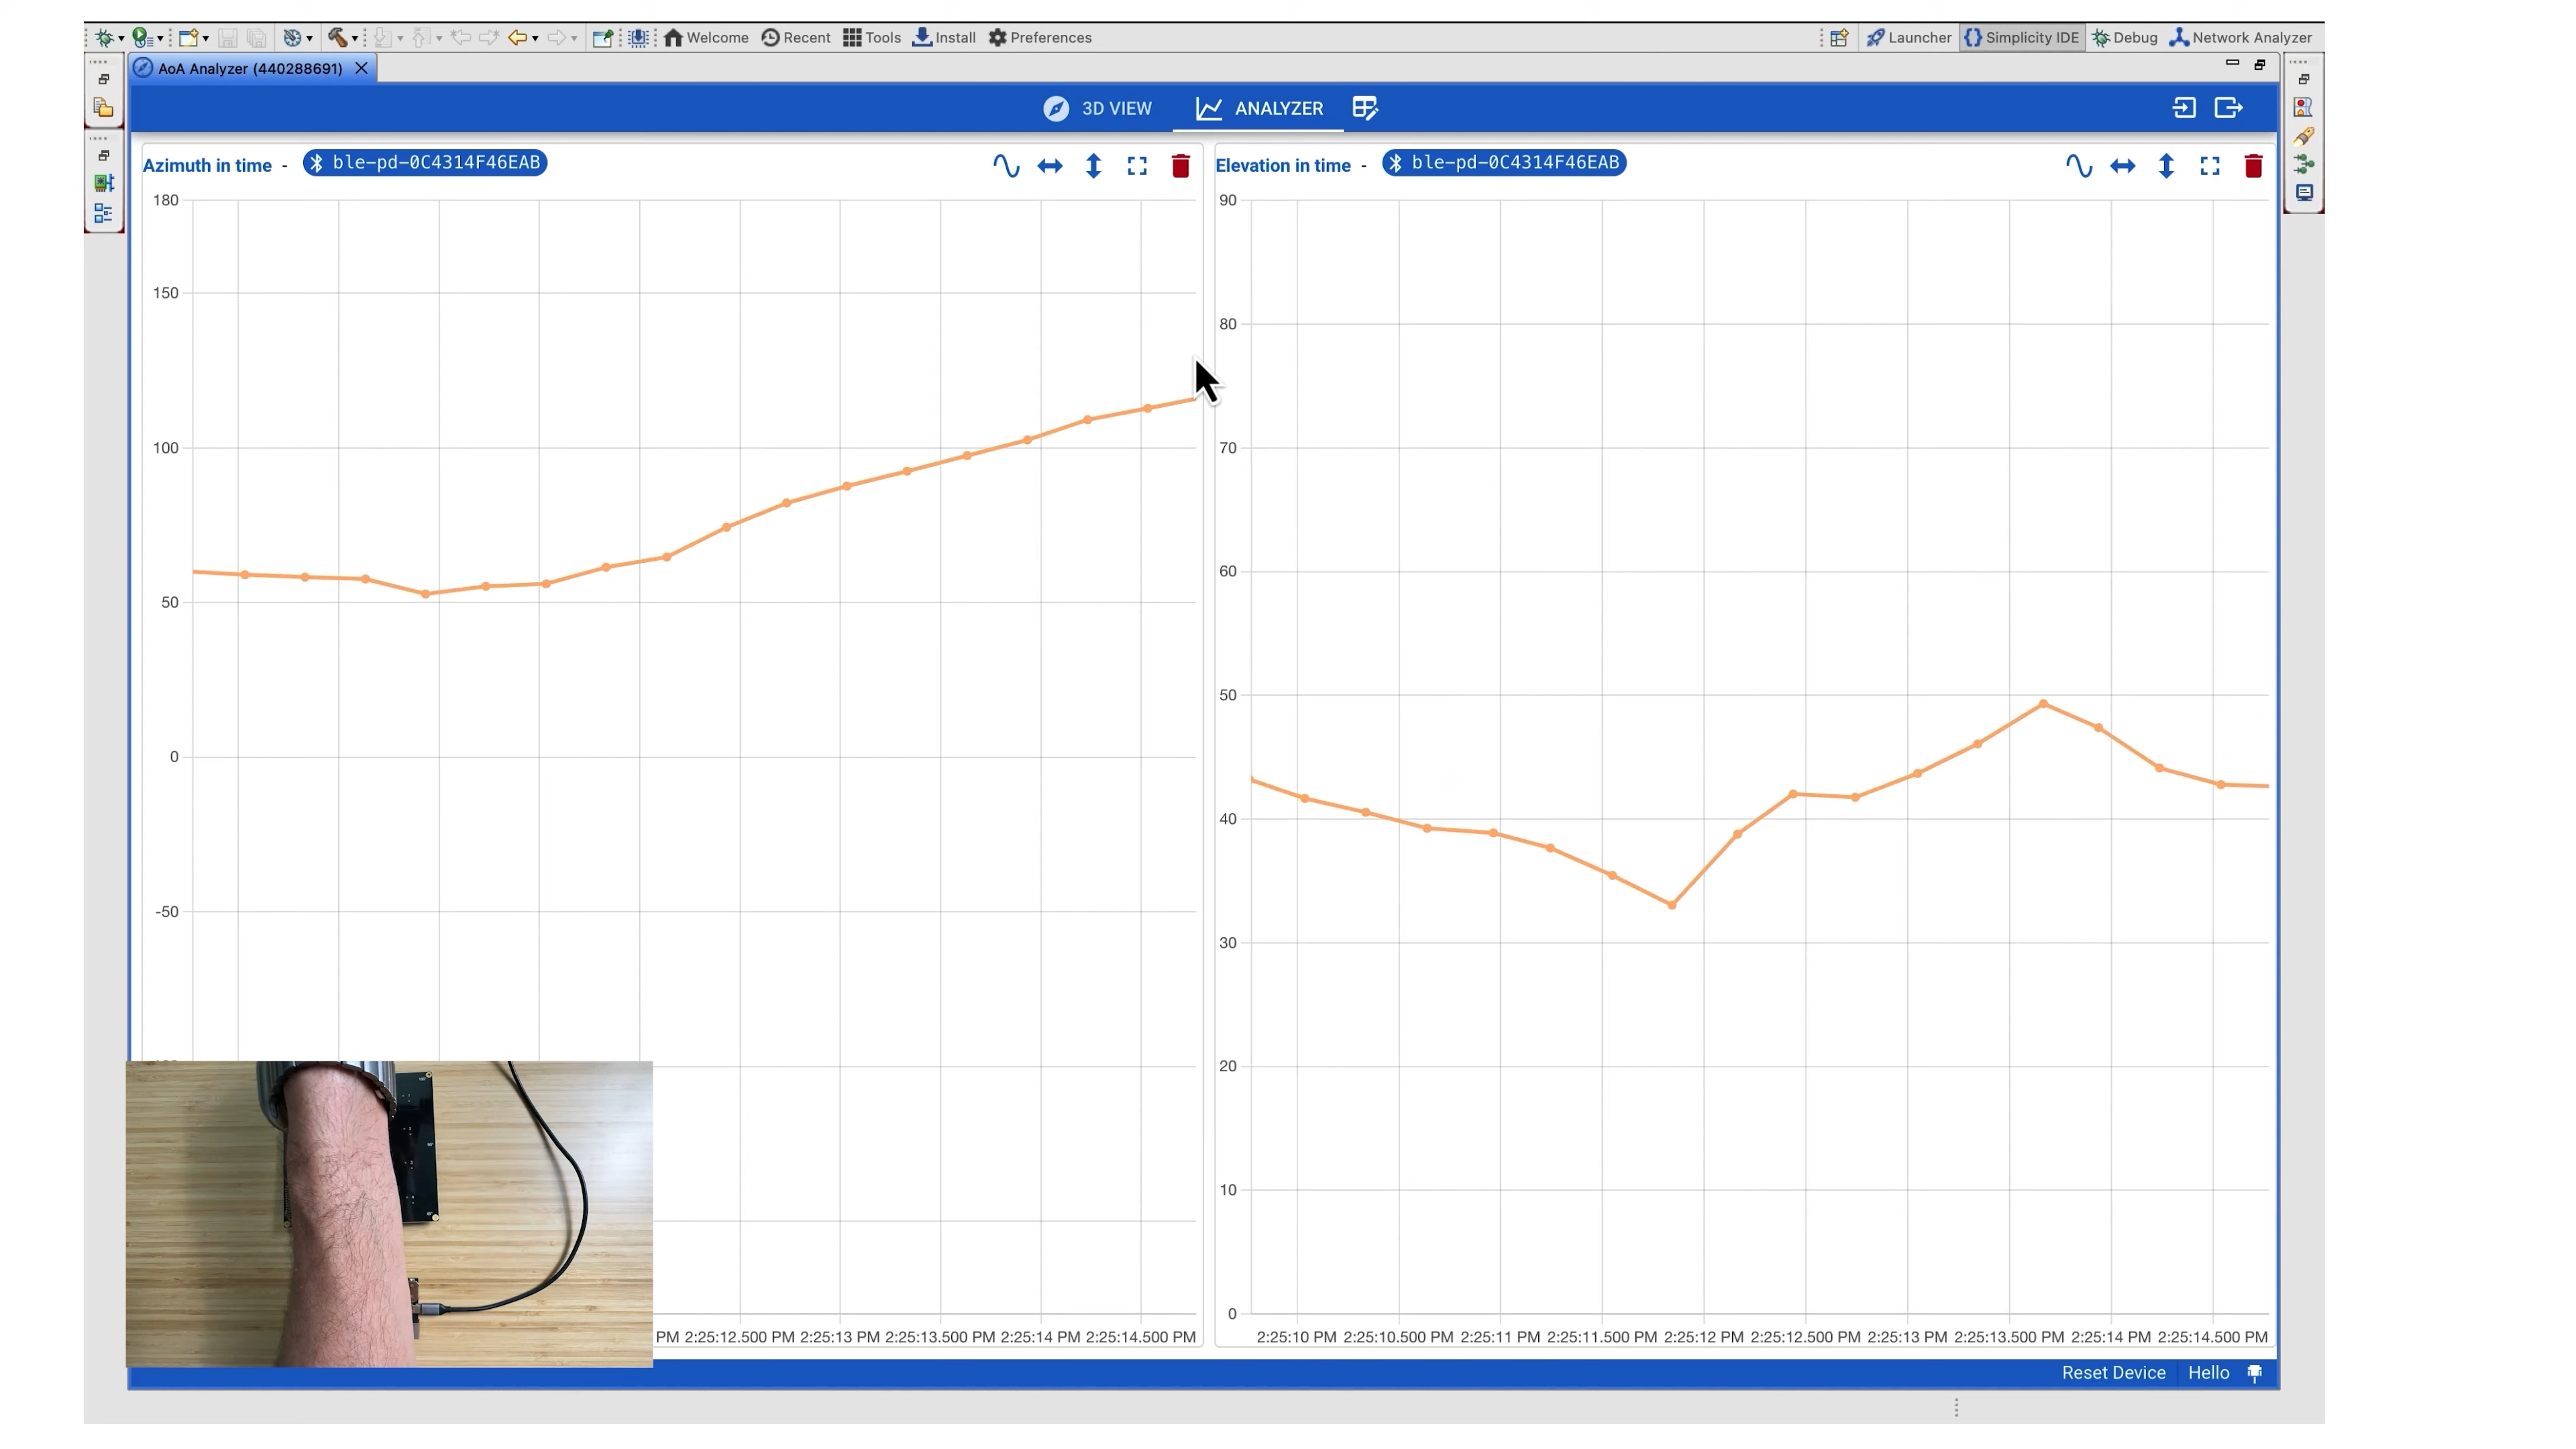 Welcome Recent Tools Install Preferences Launcher {} Simplicity IDE Debug Network Analyzer
AoA Analyzer (440288691)
3D VIEW ANALYZER
Azimuth in time - ble-pd-0C4314F46EAB
Elevation in time - ble-pd-0C4314F46EAB
180
150
100
50
0
-50
PM 2:25:12.500 PM 2:25:13 PM 2:25:13.500 PM 2:25:14 PM 2:25:14.500 PM
90
80
70
60
50
40
30
20
10
0
2:25:10 PM 2:25:10.500 PM 2:25:11 PM 2:25:11.500 PM 2:25:12 PM 2:25:12.500 PM 2:25:13 PM 2:25:13.500 PM 2:25:14 PM 2:25:14.500 PM
Reset Device Hello